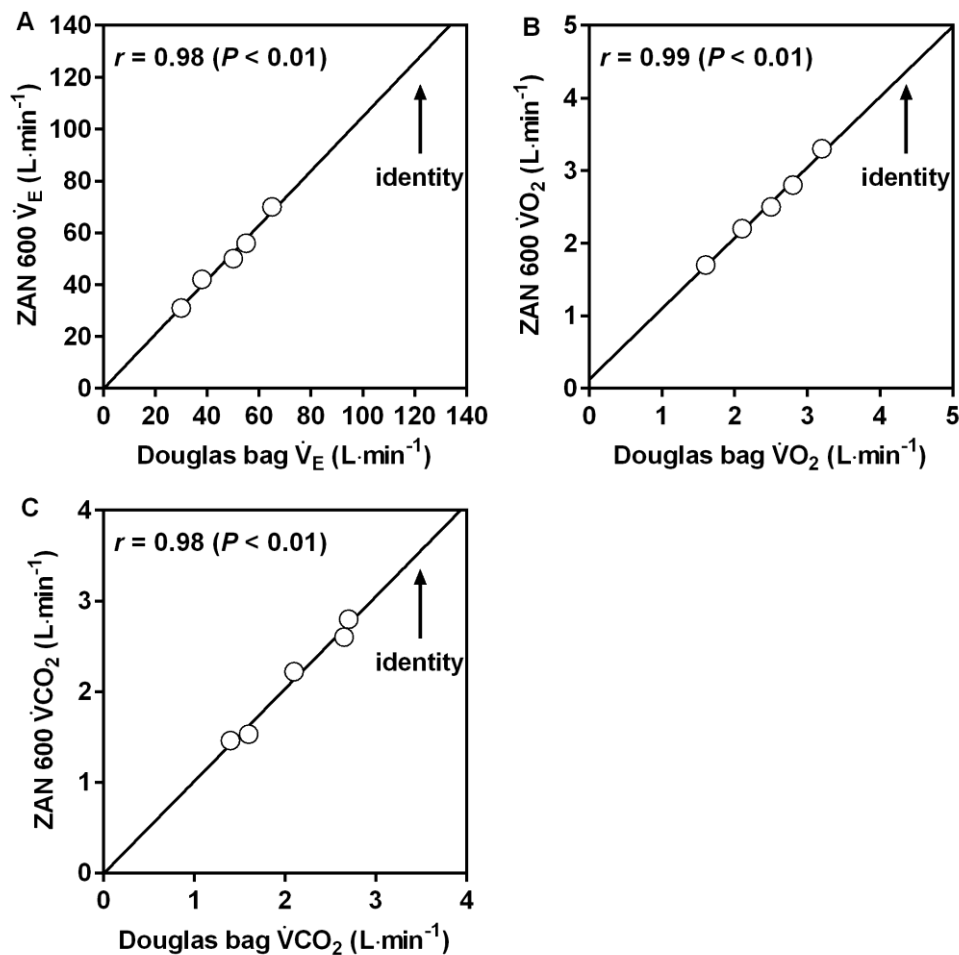 A
r = 0.98 (P < 0.01)
identity
ZAN 600 V̇E (L·min⁻¹)
140
120
100
80
60
40
20
0
0 20 40 60 80 100 120 140
Douglas bag V̇E (L·min⁻¹)
B
r = 0.99 (P < 0.01)
identity
ZAN 600 V̇O₂ (L·min⁻¹)
5
4
3
2
1
0
0 1 2 3 4 5
Douglas bag V̇O₂ (L·min⁻¹)
C
r = 0.98 (P < 0.01)
identity
ZAN 600 V̇CO₂ (L·min⁻¹)
4
3
2
1
0
0 1 2 3 4
Douglas bag V̇CO₂ (L·min⁻¹)